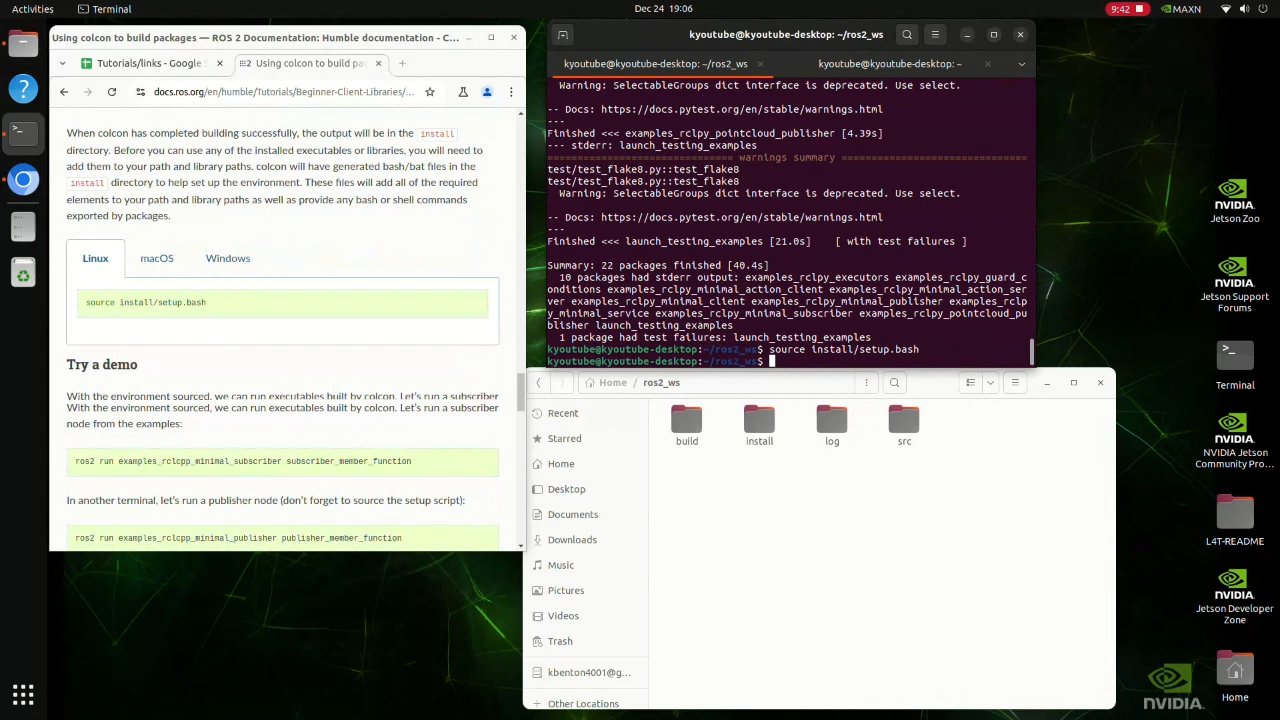 Activities
Terminal
Dec 24 19:06
9:42
MAXN
Using colcon to build packages — ROS 2 Documentation: Humble documentation - C...
Tutorials/links - Google S
Using colcon to build pa
docs.ros.org/en/humble/Tutorials/Beginner-Client-Libraries/...
When colcon has completed building successfully, the output will be in the install
directory. Before you can use any of the installed executables or libraries, you will need to
add them to your path and library paths. colcon will have generated bash/bat files in the
install directory to help set up the environment. These files will add all of the required
elements to your path and library paths as well as provide any bash or shell commands
exported by packages.
Linux
macOS
Windows
source install/setup.bash
Try a demo
With the environment sourced, we can run executables built by colcon. Let's run a subscriber
With the environment sourced, we can run executables built by colcon. Let's run a subscriber
node from the examples:
ros2 run examples_rclcpp_minimal_subscriber subscriber_member_function
In another terminal, let's run a publisher node (don't forget to source the setup script):
ros2 run examples_rclcpp_minimal_publisher publisher_member_function
kyoutube@kyoutube-desktop: ~/ros2_ws
kyoutube@kyoutube-desktop: ~/ros2_ws
kyoutube@kyoutube-desktop: ~
Warning: SelectableGroups dict interface is deprecated. Use select.
-- Docs: https://docs.pytest.org/en/stable/warnings.html
---
Finished <<< examples_rclpy_pointcloud_publisher [4.39s]
--- stderr: launch_testing_examples
=============================== warnings summary ===============================
test/test_flake8.py::test_flake8
test/test_flake8.py::test_flake8
Warning: SelectableGroups dict interface is deprecated. Use select.
-- Docs: https://docs.pytest.org/en/stable/warnings.html
---
Finished <<< launch_testing_examples [21.0s] [ with test failures ]
Summary: 22 packages finished [40.4s]
10 packages had stderr output: examples_rclpy_executors examples_rclpy_guard_c
onditions examples_rclpy_minimal_action_client examples_rclpy_minimal_action_ser
ver examples_rclpy_minimal_client examples_rclpy_minimal_publisher examples_rclp
y_minimal_service examples_rclpy_minimal_subscriber examples_rclpy_pointcloud_pu
blisher launch_testing_examples
1 package had test failures: launch_testing_examples
kyoutube@kyoutube-desktop:~/ros2_ws$ source install/setup.bash
kyoutube@kyoutube-desktop:~/ros2_ws$
Home / ros2_ws
Recent
Starred
Home
Desktop
Documents
Downloads
Music
Pictures
Videos
Trash
kbenton4001@g...
Other Locations
build
install
log
src
NVIDIA.
Jetson Zoo
NVIDIA.
Jetson Support
Forums
Terminal
NVIDIA.
NVIDIA Jetson
Community Pro...
L4T-README
NVIDIA.
Jetson Developer
Zone
Home
NVIDIA.